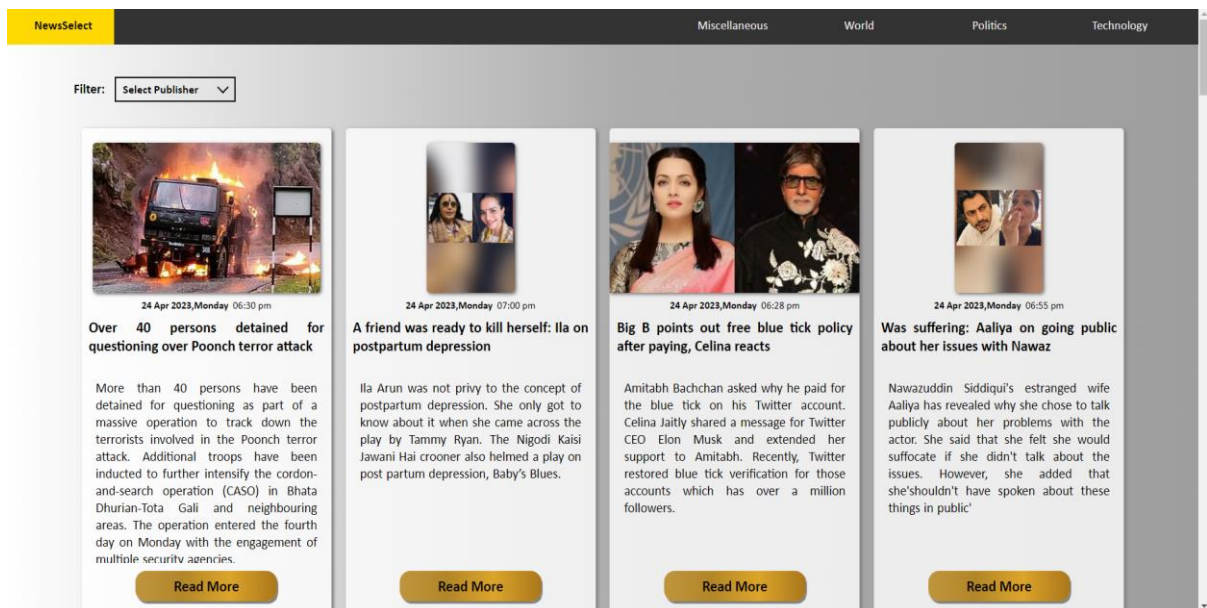 NewsSelect
Miscellaneous
World
Politics
Technology
Filter:
Select Publisher
24 Apr 2023,Monday 06:30 pm
Over 40 persons detained for
questioning over Poonch terror attack
More than 40 persons have been
detained for questioning as part of a
massive operation to track down the
terrorists involved in the Poonch terror
attack. Additional troops have been
inducted to further intensify the cordon-
and-search operation (CASO) in Bhata
Dhurian-Tota Gali and neighbouring
areas. The operation entered the fourth
day on Monday with the engagement of
multiple security agencies.
Read More
24 Apr 2023,Monday 07:00 pm
A friend was ready to kill herself: Ila on
postpartum depression
Ila Arun was not privy to the concept of
postpartum depression. She only got to
know about it when she came across the
play by Tammy Ryan. The Nigodi Kaisi
Jawani Hai crooner also helmed a play on
post partum depression, Baby's Blues.
Read More
24 Apr 2023,Monday 06:28 pm
Big B points out free blue tick policy
after paying, Celina reacts
Amitabh Bachchan asked why he paid for
the blue tick on his Twitter account.
Celina Jaitly shared a message for Twitter
CEO Elon Musk and extended her
support to Amitabh. Recently, Twitter
restored blue tick verification for those
accounts which has over a million
followers.
Read More
24 Apr 2023,Monday 06:55 pm
Was suffering: Aaliya on going public
about her issues with Nawaz
Nawazuddin Siddiqui's estranged wife
Aaliya has revealed why she chose to talk
publicly about her problems with the
actor. She said that she felt she would
suffocate if she didn't talk about the
issues. However, she added that
she'shouldn't have spoken about these
things in public'
Read More